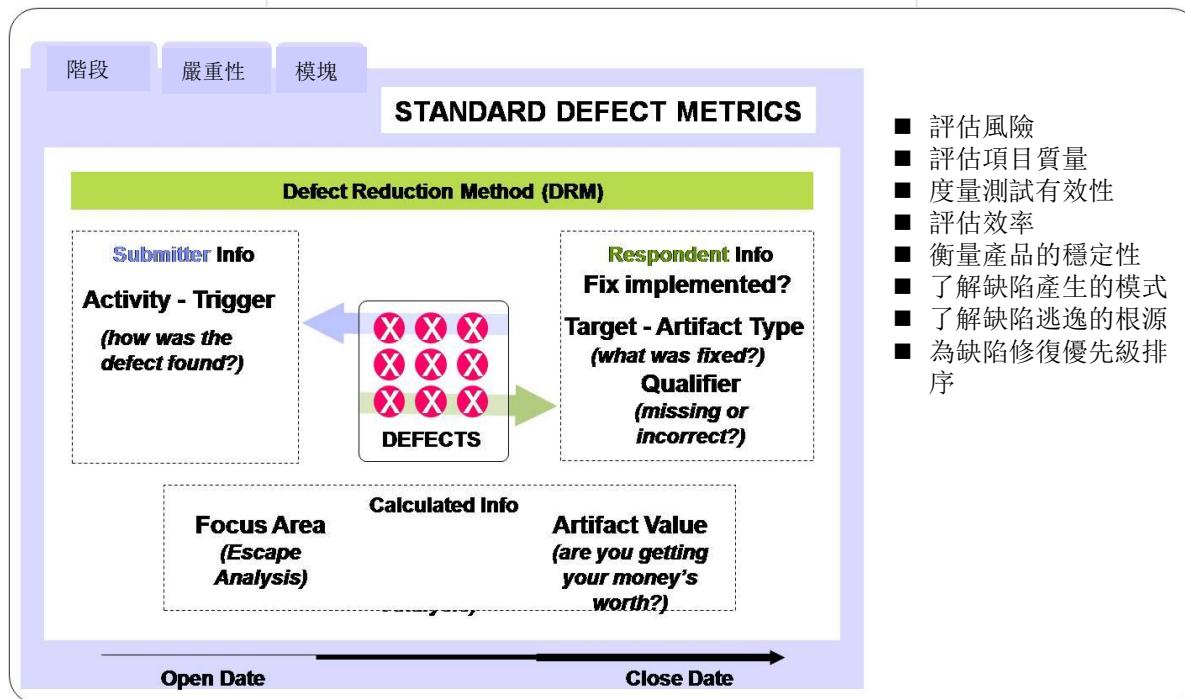 階段
嚴重性
模塊
STANDARD DEFECT METRICS
Defect Reduction Method (DRM)
Submitter Info
Activity - Trigger
(how was the
defect found?)
X X X
X X X
X X X
DEFECTS
Respondent Info
Fix implemented?
Target - Artifact Type
(what was fixed?)
Qualifier
(missing or
incorrect?)
Calculated Info
Focus Area
(Escape
Analysis)
Artifact Value
(are you getting
your money’s
worth?)
Open Date
Close Date
■ 評估風險
■ 評估項目質量
■ 度量測試有效性
■ 評估效率
■ 衡量產品的穩定性
■ 了解缺陷產生的模式
■ 了解缺陷逃逸的根源
■ 為缺陷修復優先級排
序